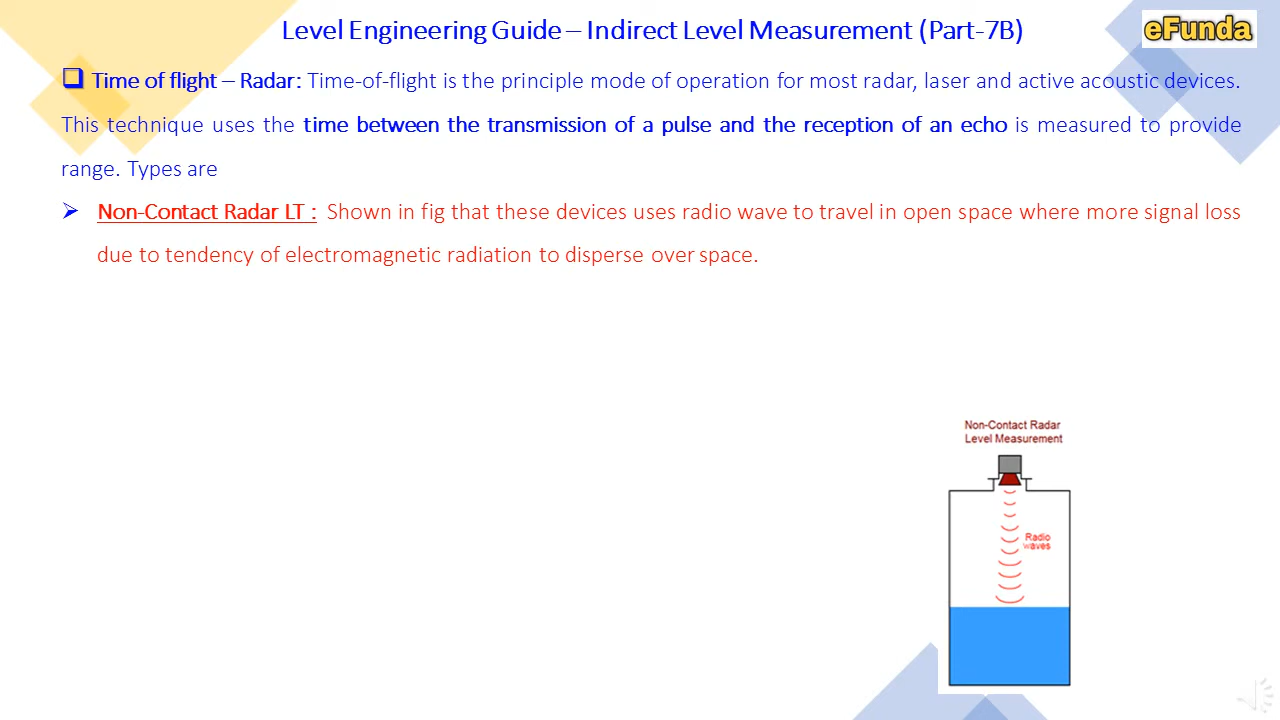 Level Engineering Guide – Indirect Level Measurement (Part-7B)
eFunda
Time of flight – Radar: Time-of-flight is the principle mode of operation for most radar, laser and active acoustic devices.
This technique uses the time between the transmission of a pulse and the reception of an echo is measured to provide
range. Types are
Non-Contact Radar LT : Shown in fig that these devices uses radio wave to travel in open space where more signal loss
due to tendency of electromagnetic radiation to disperse over space.
Non-Contact Radar
Level Measurement
Radio
waves